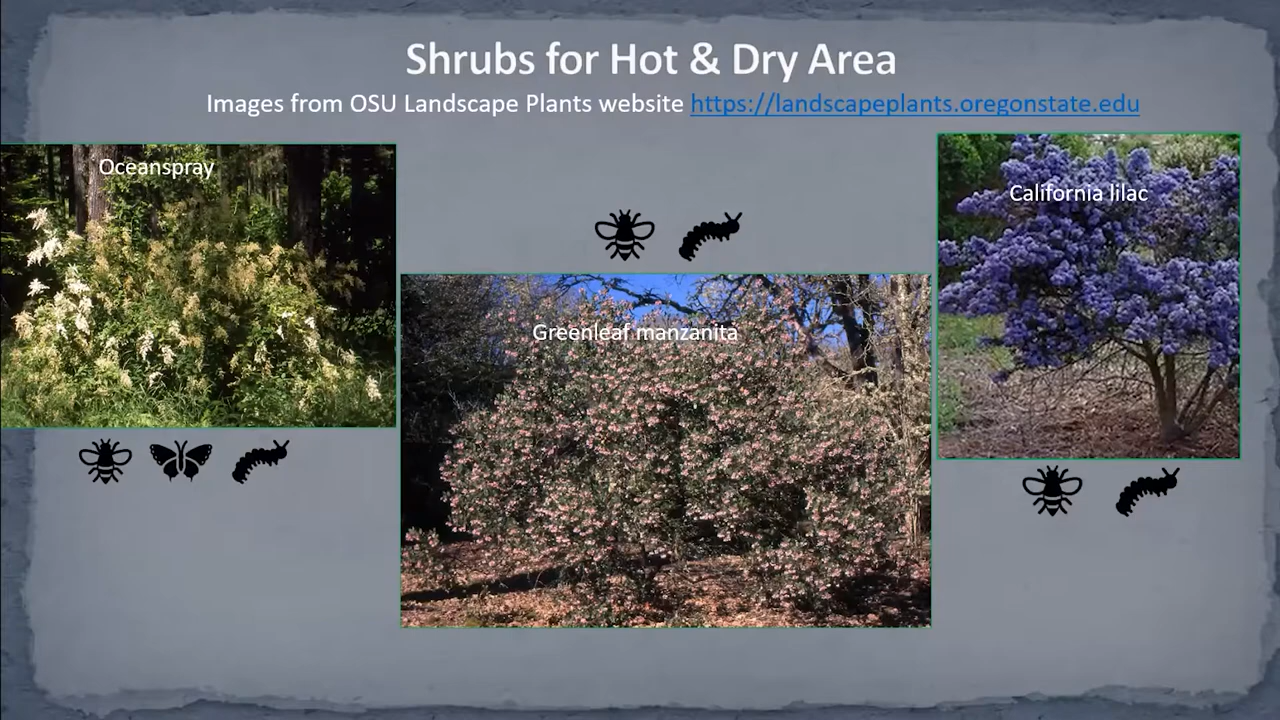 Shrubs for Hot & Dry Area
Images from OSU Landscape Plants website https://landscapeplants.oregonstate.edu
Oceanspray
Greenleaf manzanita
California lilac